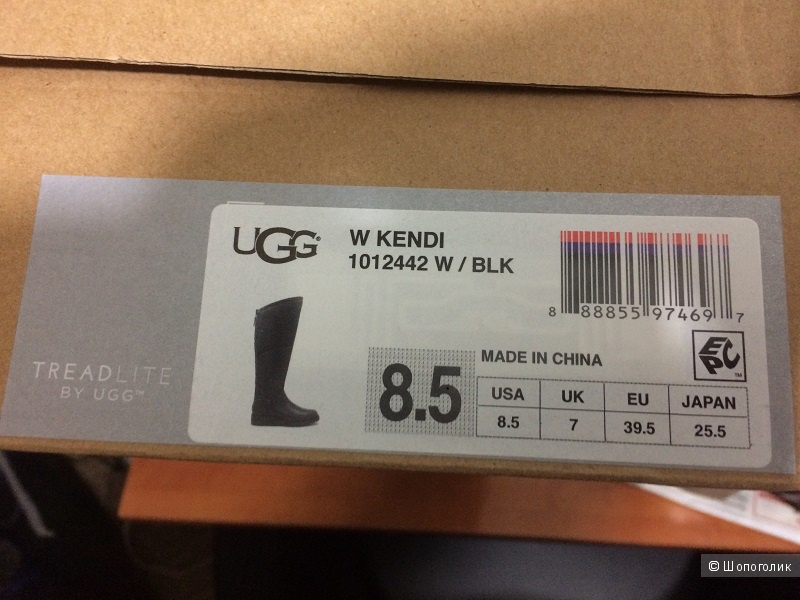 UGG®
W KENDI
1012442 W / BLK
8 88855 97469 7
EPC™
TREADLITE
BY UGG™
8.5
MADE IN CHINA
USA UK EU JAPAN
8.5 7 39.5 25.5
© Шопоголик